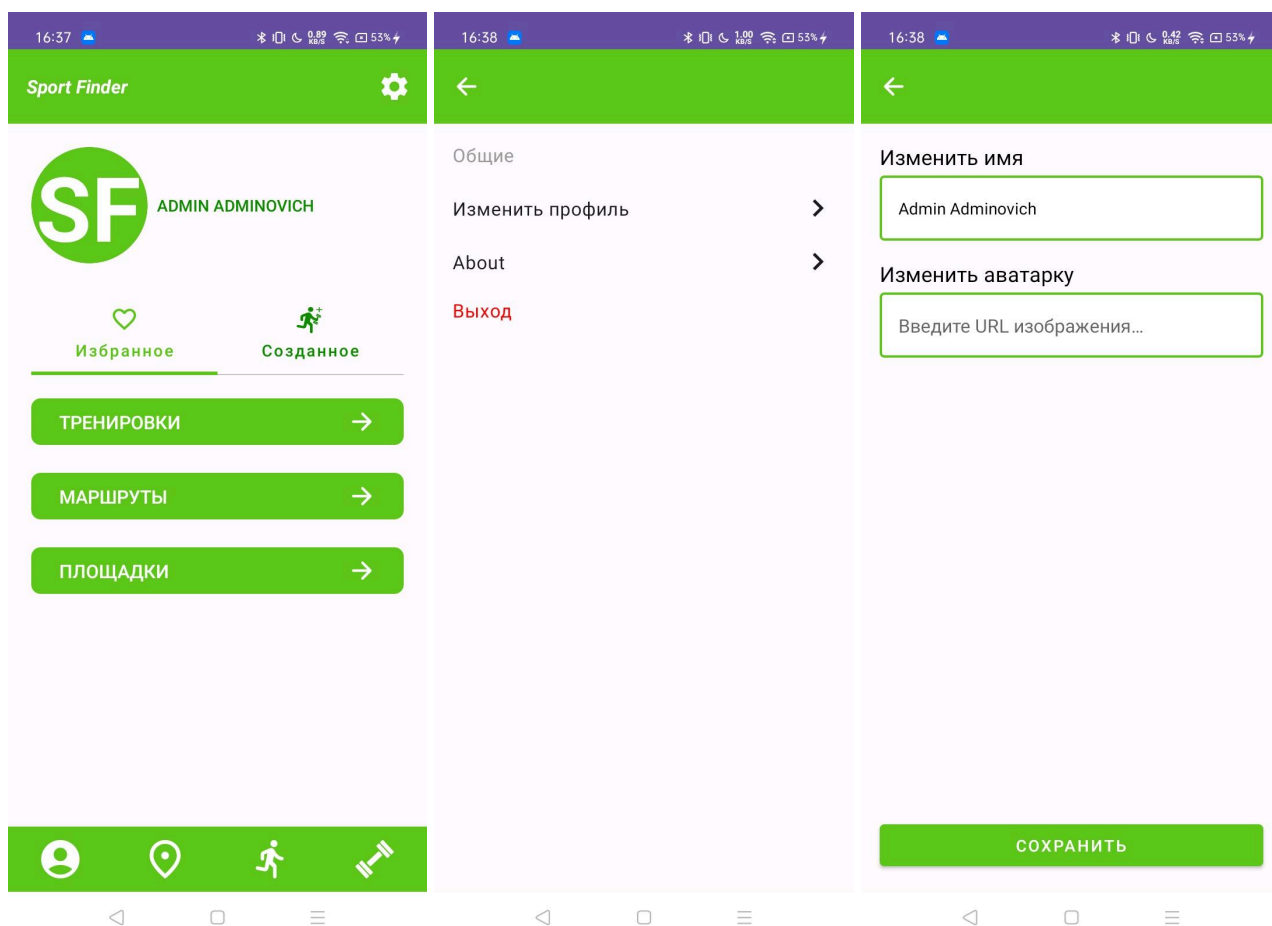 16:37 0.89 KB/S 53%
Sport Finder
SF
ADMIN ADMINOVICH
Избранное
Созданное
ТРЕНИРОВКИ
МАРШРУТЫ
ПЛОЩАДКИ
16:38 1.00 KB/S 53%
Общие
Изменить профиль
About
Выход
16:38 0.42 KB/S 53%
Изменить имя
Admin Adminovich
Изменить аватарку
Введите URL изображения...
СОХРАНИТЬ